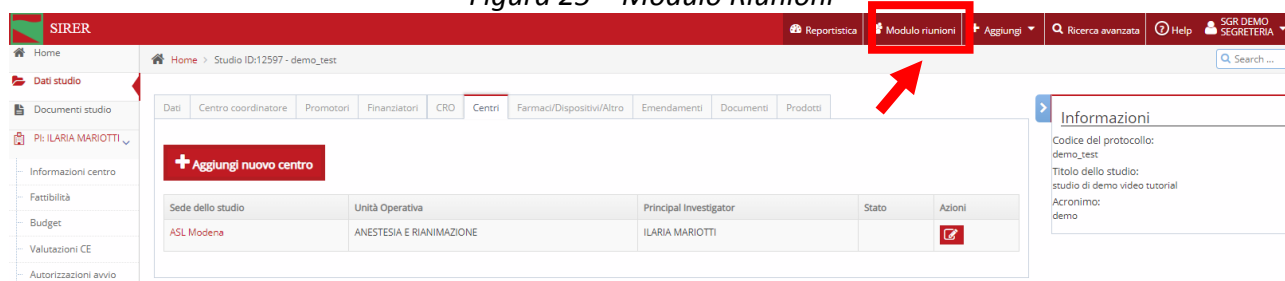 Figura 25 – Modulo Riunioni
SIRER
Reportistica
Modulo riunioni
Aggiungi
Ricerca avanzata
Help
SGR DEMO
SEGRETERIA
Home
Home > Studio ID:12597 - demo_test
Search ...
Dati studio
Documenti studio
PI: ILARIA MARIOTTI
Informazioni centro
Fattibilità
Budget
Valutazioni CE
Autorizzazioni avvio
Dati Centro coordinatore Promotori Finanziatori CRO Centri Farmaci/Dispositivi/Altro Emendamenti Documenti Prodotti
Aggiungi nuovo centro
Sede dello studio Unità Operativa Principal Investigator Stato Azioni
ASL Modena ANESTESIA E RIANIMAZIONE ILARIA MARIOTTI
Informazioni
Codice del protocollo:
demo_test
Titolo dello studio:
studio di demo video tutorial
Acronimo:
demo